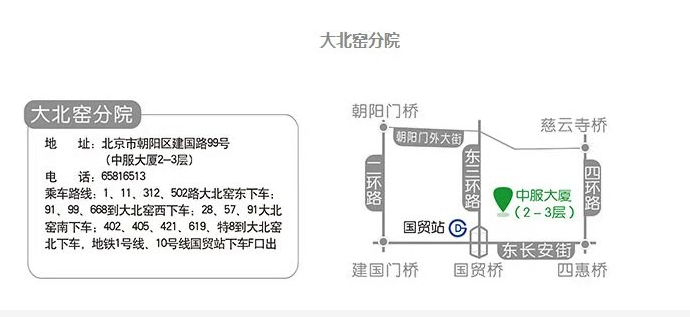 大北窑分院
大北窑分院
地　　址：北京市朝阳区建国路99号
（中服大厦2-3层）
电　　话：65816513
乘车路线：1、11、312、502路大北窑东下车；
91、99、668到大北窑西下车；28、57、91大北
窑南下车；402、405、421、619、特8到大北窑
北下车，地铁1号线、10号线国贸站下车F口出
朝阳门桥
慈云寺桥
朝阳门外大街
二环路
东三环路
四环路
中服大厦
（2-3层）
国贸站
东长安街
建国门桥
国贸桥
四惠桥